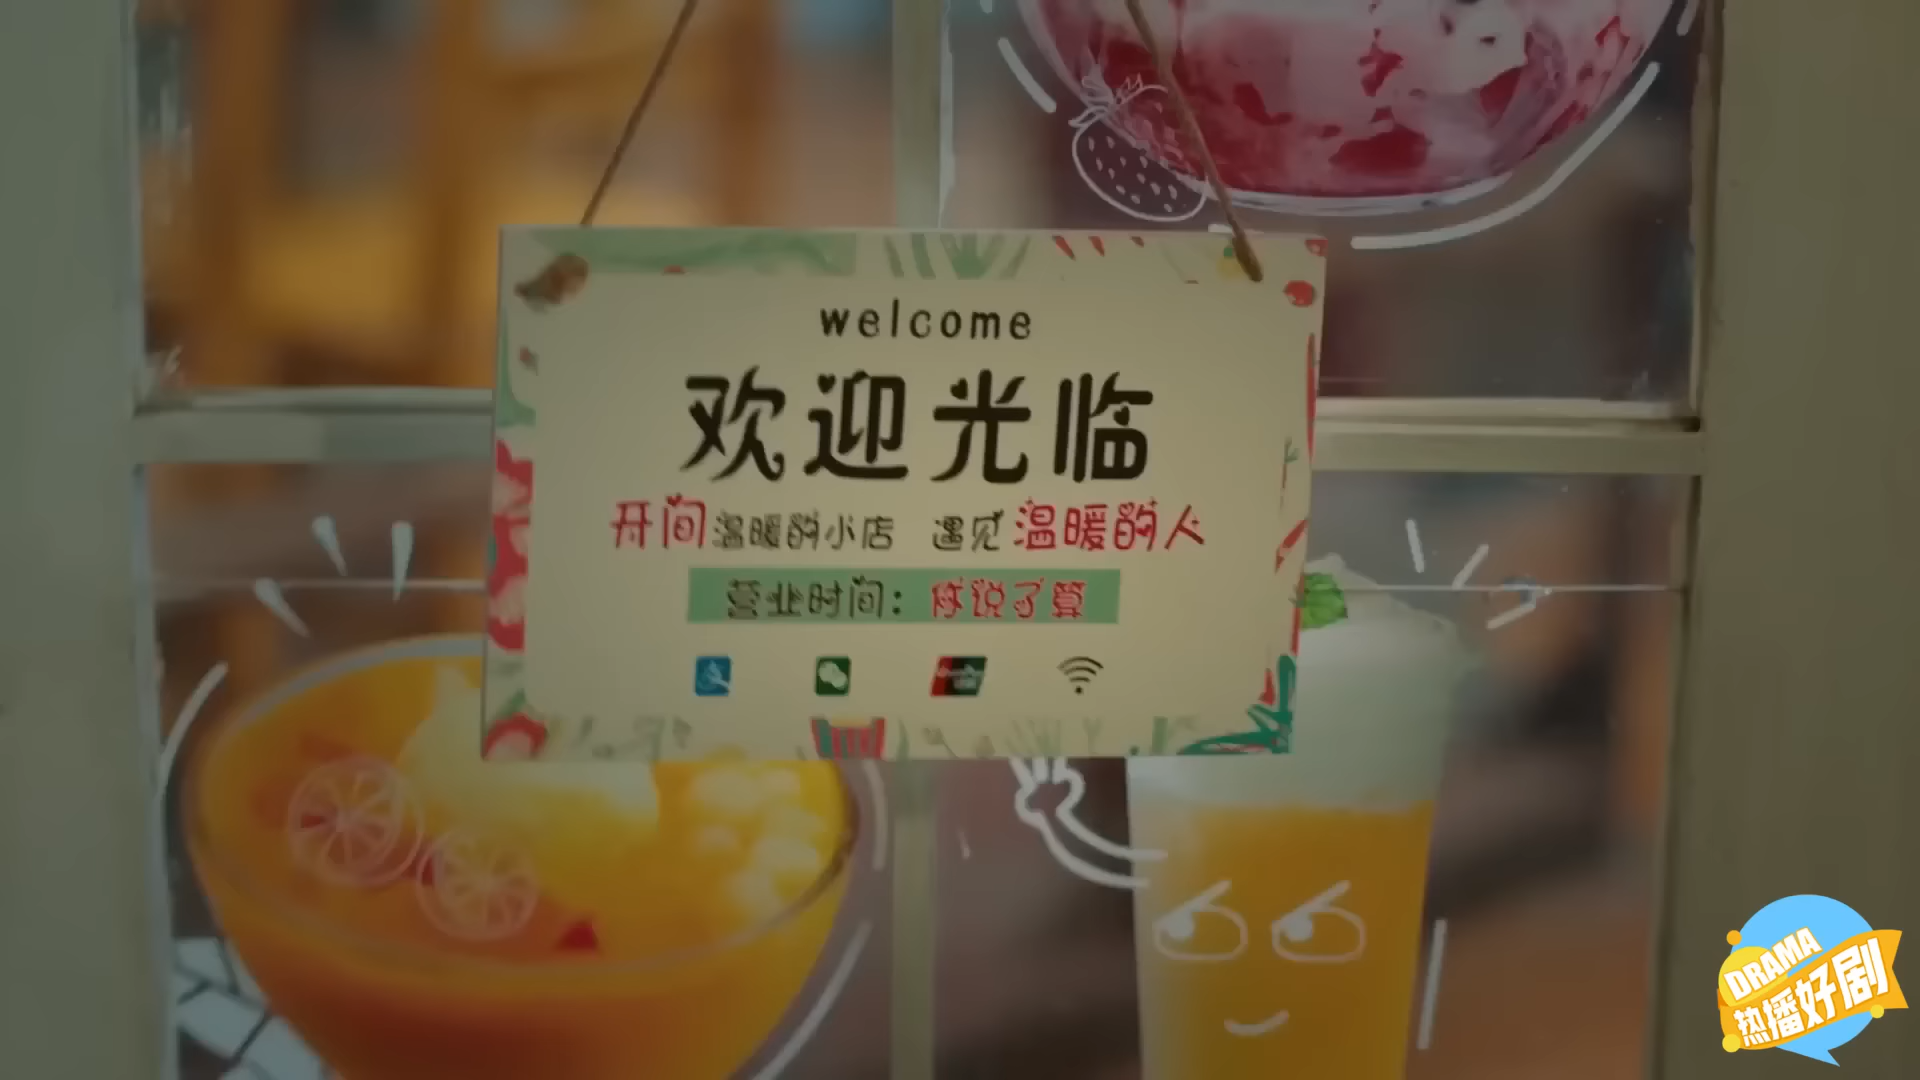 welcome
欢迎光临
开间温暖的小店 遇见温暖的人
营业时间：你说了算
DRAMA
热播好剧